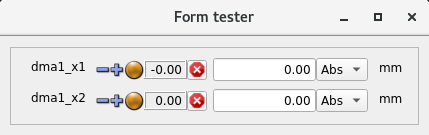 Form tester
dma1_x1 -0.00 0.00 Abs mm
dma1_x2 0.00 0.00 Abs mm